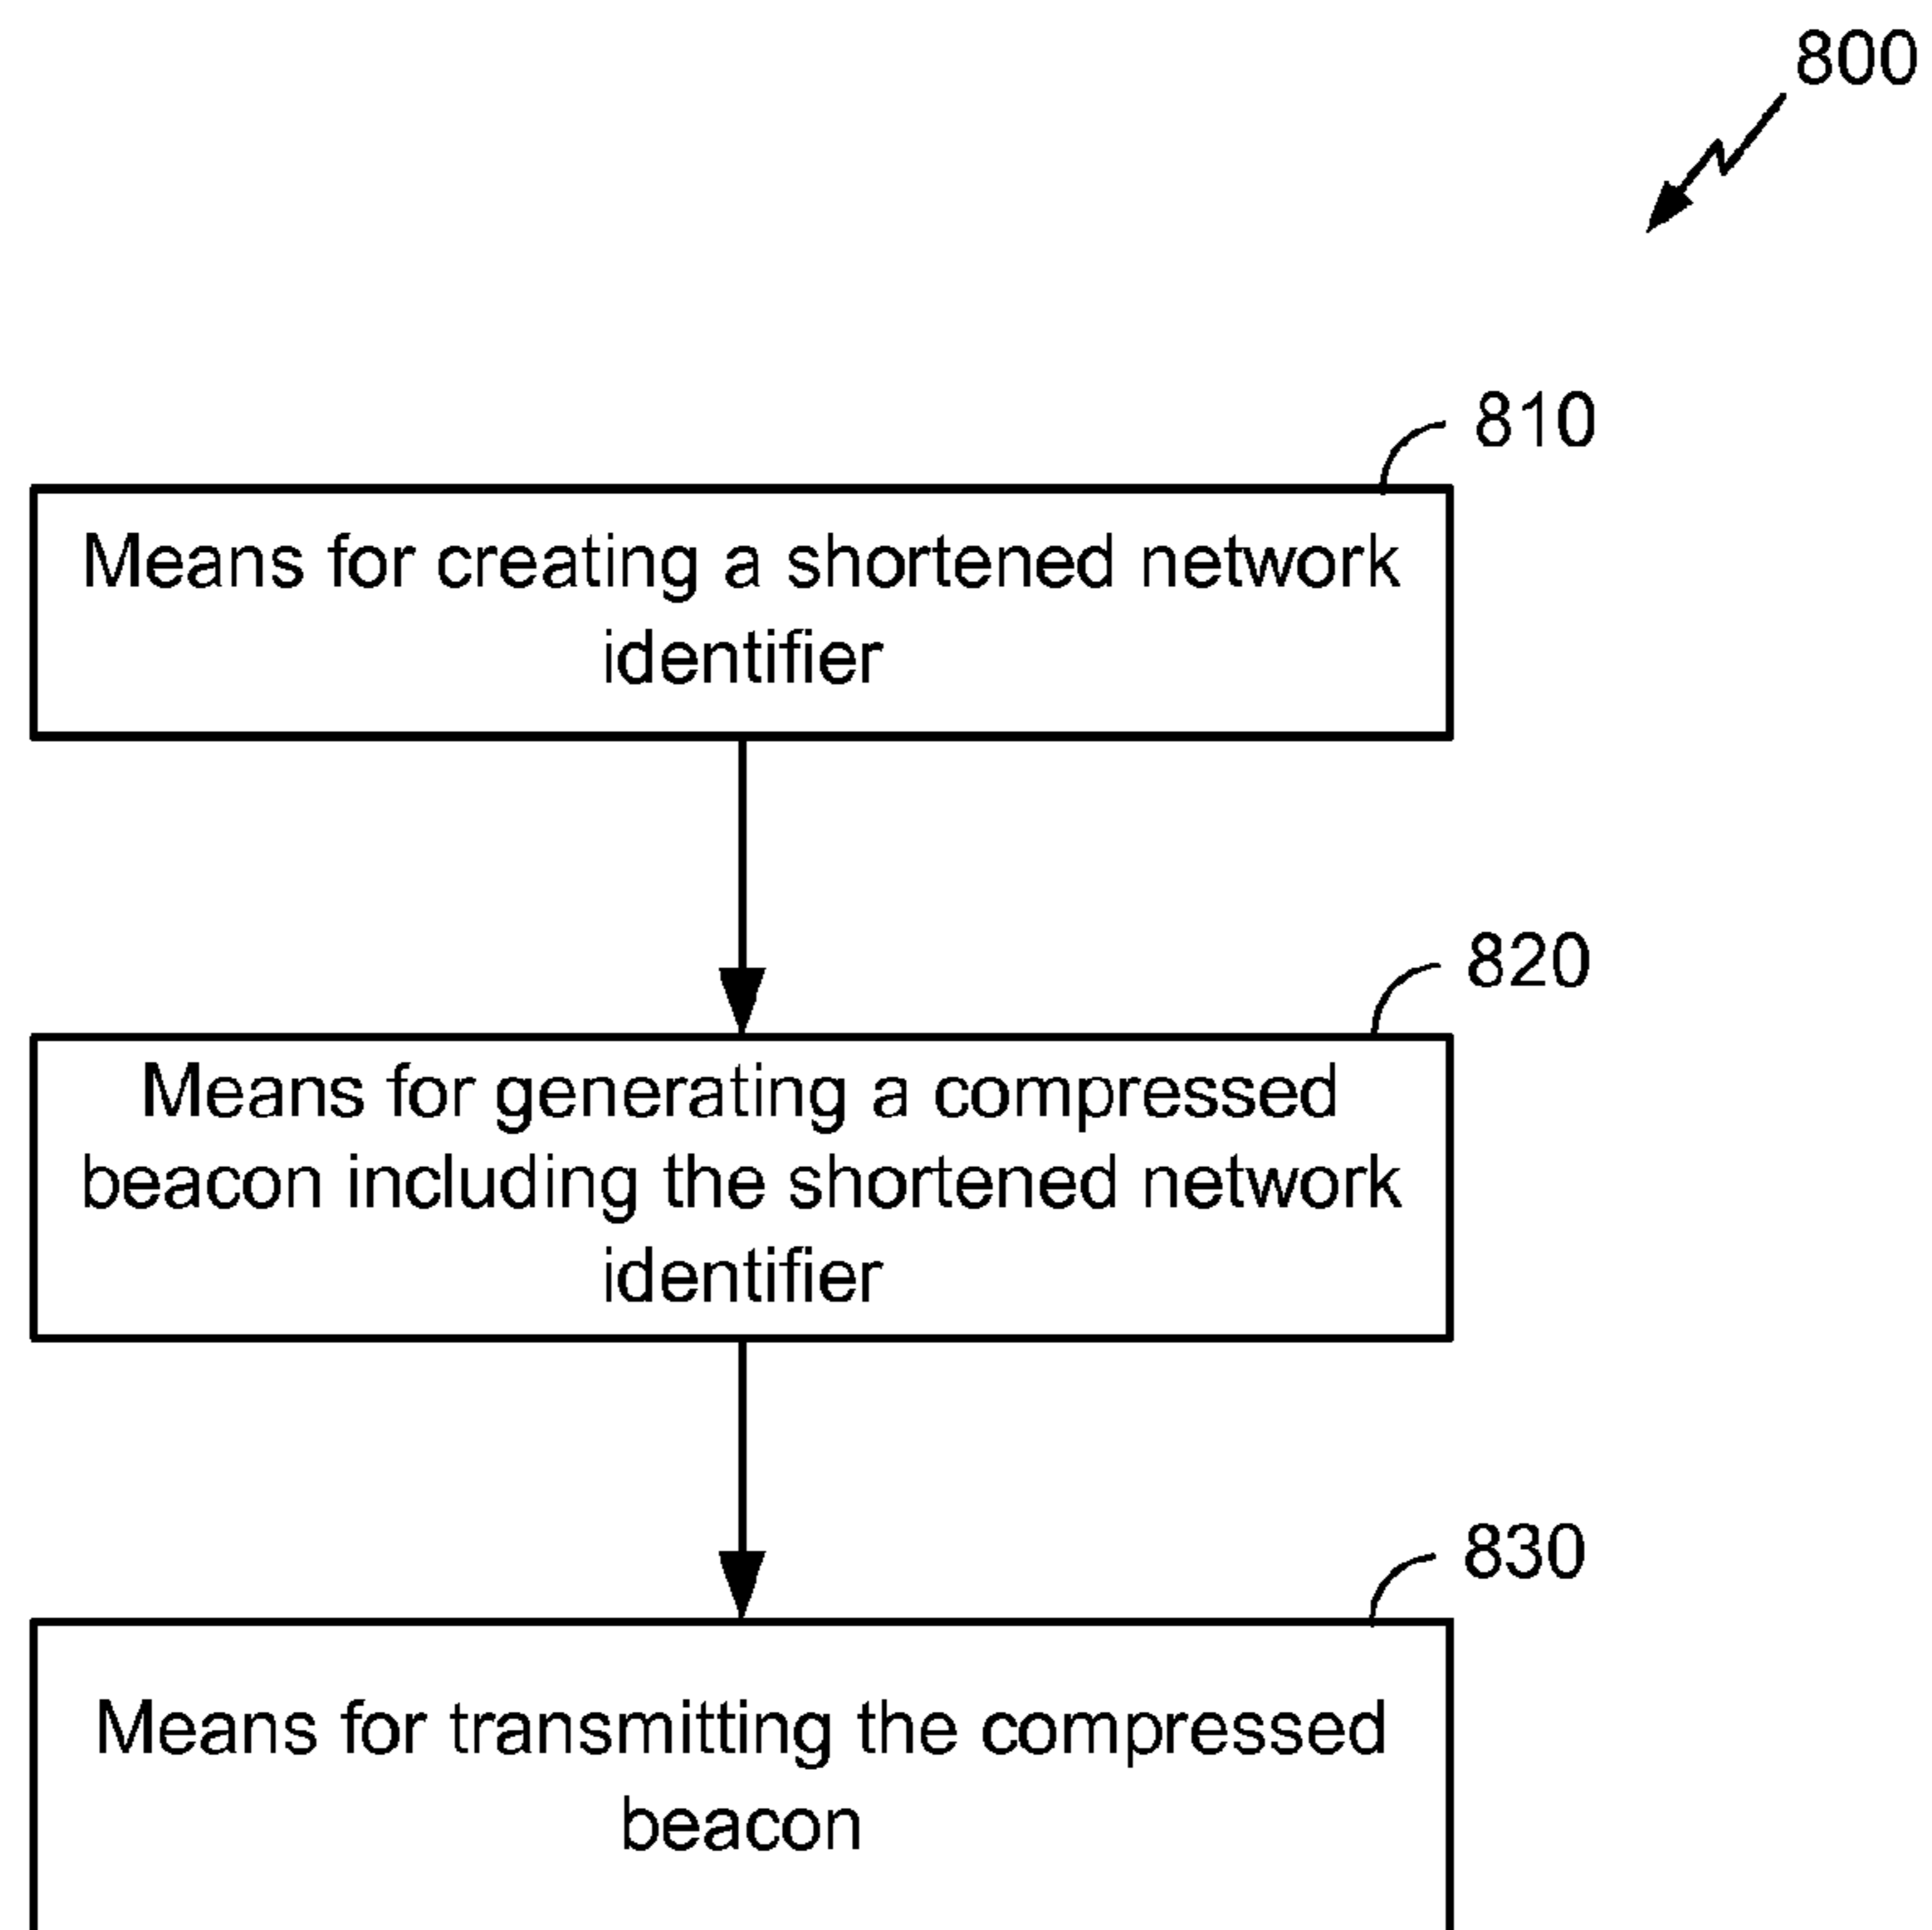 800
810
Means for creating a shortened network
identifier
820
Means for generating a compressed
beacon including the shortened network
identifier
830
Means for transmitting the compressed
beacon